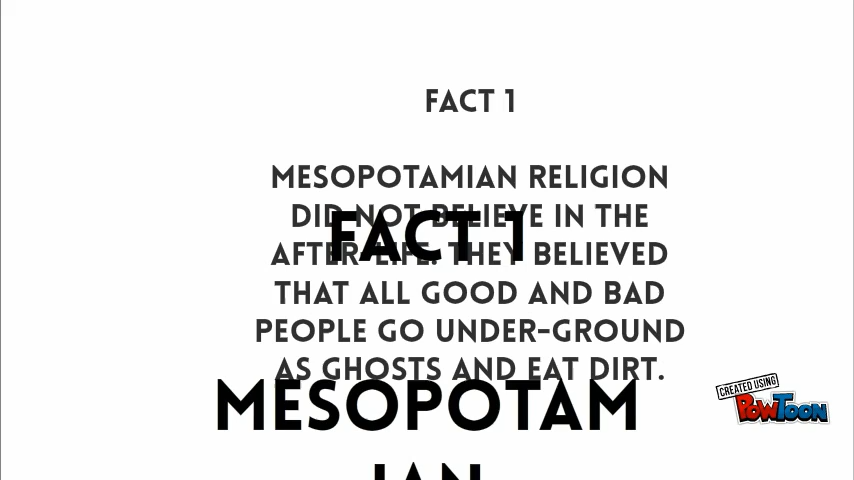 FACT 1
MESOPOTAMIAN RELIGION
DID NOT BELIEVE IN THE
AFTER-LIFE. THEY BELIEVED
THAT ALL GOOD AND BAD
PEOPLE GO UNDER-GROUND
AS GHOSTS AND EAT DIRT.
FACT 1
MESOPOTAM
IAN
CREATED USING
POWTOON